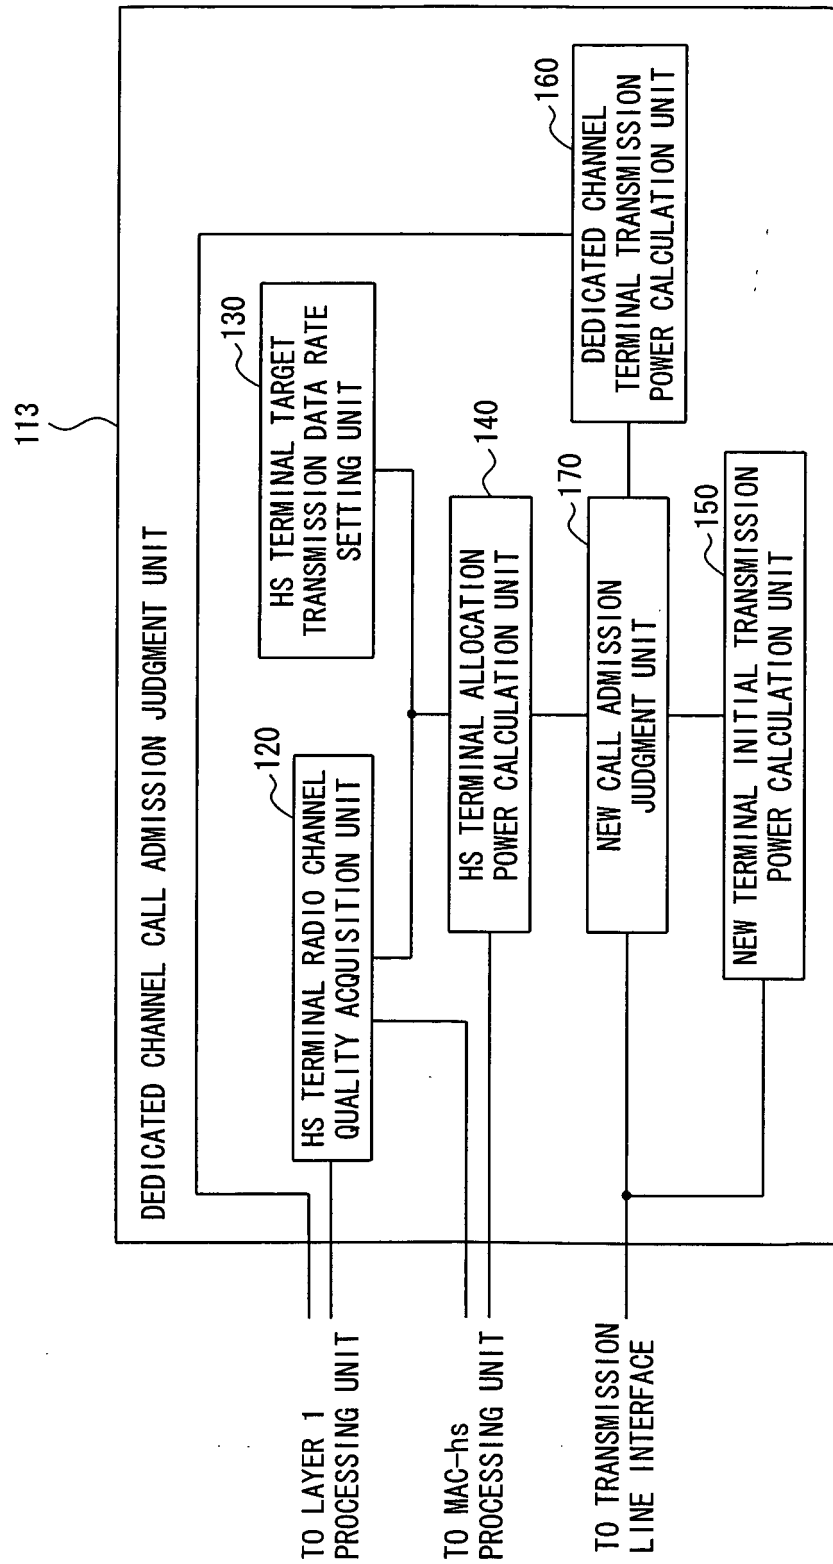 113
DEDICATED CHANNEL CALL ADMISSION JUDGMENT UNIT
130
HS TERMINAL TARGET
TRANSMISSION DATA RATE
SETTING UNIT
120
HS TERMINAL RADIO CHANNEL
QUALITY ACQUISITION UNIT
160
DEDICATED CHANNEL
TERMINAL TRANSMISSION
POWER CALCULATION UNIT
140
HS TERMINAL ALLOCATION
POWER CALCULATION UNIT
170
NEW CALL ADMISSION
JUDGMENT UNIT
150
NEW TERMINAL INITIAL TRANSMISSION
POWER CALCULATION UNIT
TO LAYER 1
PROCESSING UNIT
TO MAC-hs
PROCESSING UNIT
TO TRANSMISSION
LINE INTERFACE